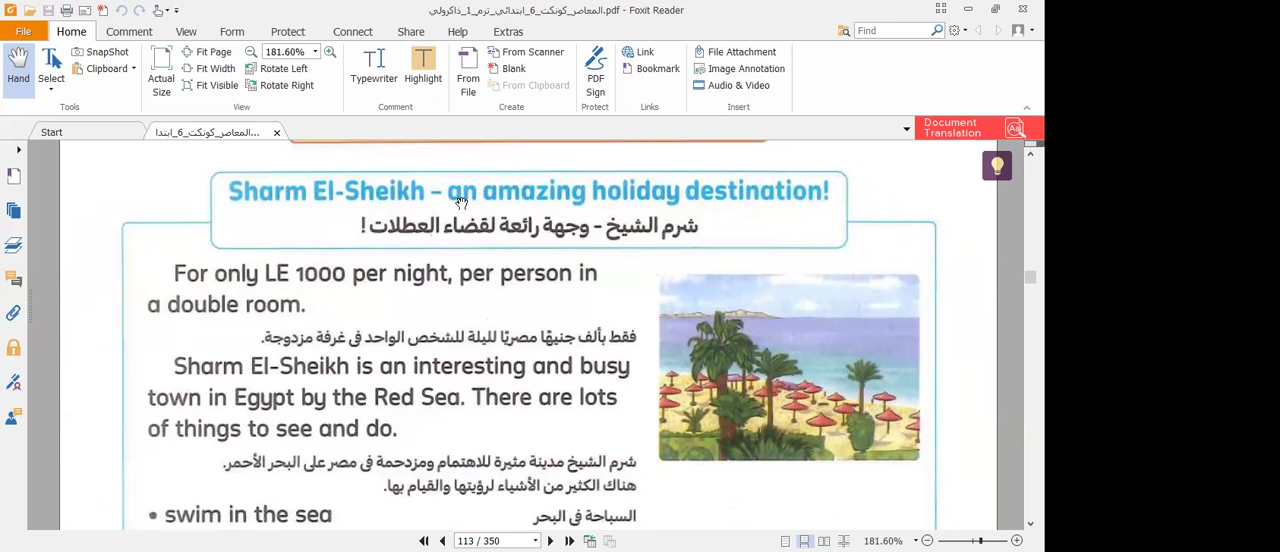 المعاصر_كونكت_6_ابتدائي_ترم_1_ذاكرولي.pdf - Foxit Reader
File Home Comment View Form Protect Connect Share Help Extras Find
Hand
Select
SnapShot
Clipboard
Actual Size
Fit Page
Fit Width
Fit Visible
181.60%
Rotate Left
Rotate Right
Typewriter
Highlight
From File
From Scanner
Blank
From Clipboard
PDF Sign
Link
Bookmark
File Attachment
Image Annotation
Audio & Video
Tools View Comment Create Protect Links Insert
Start
المعاصر_كونكت_6_ابتدا...
Document Translation
Sharm El-Sheikh – an amazing holiday destination!
شرم الشيخ - وجهة رائعة لقضاء العطلات !
For only LE 1000 per night, per person in
a double room.
فقط بألف جنيهًا مصريًا لليلة للشخص الواحد فى غرفة مزدوجة.
Sharm El-Sheikh is an interesting and busy
town in Egypt by the Red Sea. There are lots
of things to see and do.
شرم الشيخ مدينة مثيرة للاهتمام ومزدحمة فى مصر على البحر الأحمر.
هناك الكثير من الأشياء لرؤيتها والقيام بها.
• swim in the sea
السباحة فى البحر
113 / 350
181.60%